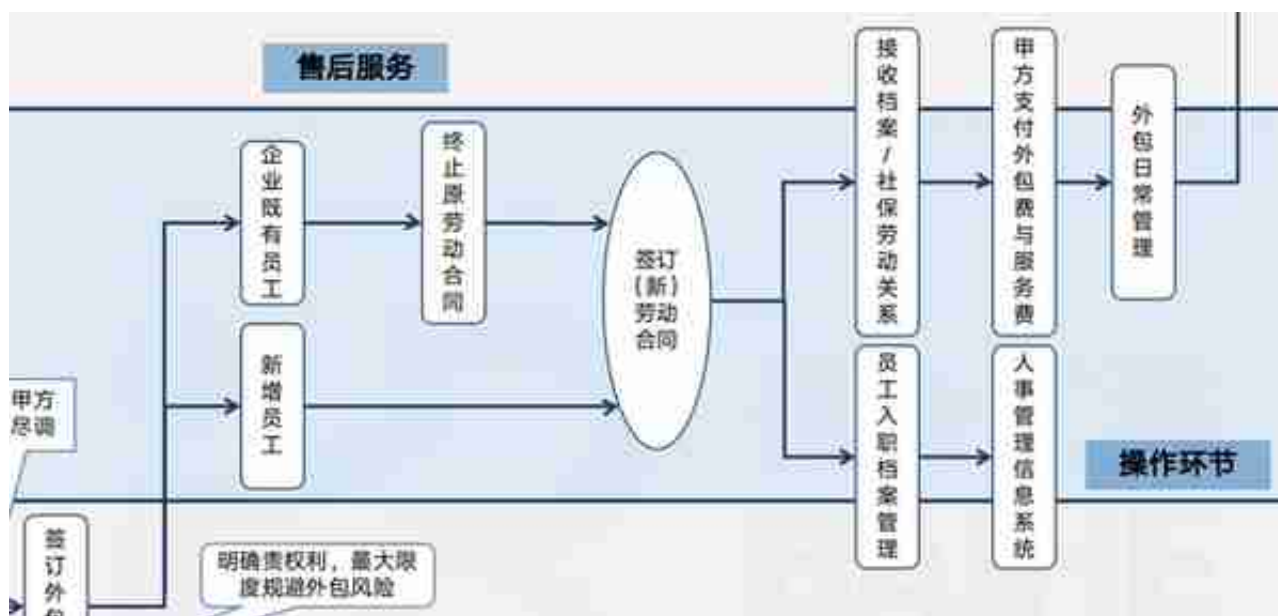 售后服务
企业既有员工
终止原劳动合同
新增员工
签订
（新）
劳动
合同
接收档案/社保劳动关系
甲方支付外包费与服务费
外包日常管理
员工入职档案管理
人事管理信息系统
操作环节
甲方
尽调
签订外包
明确责权利，最大限
度规避外包风险